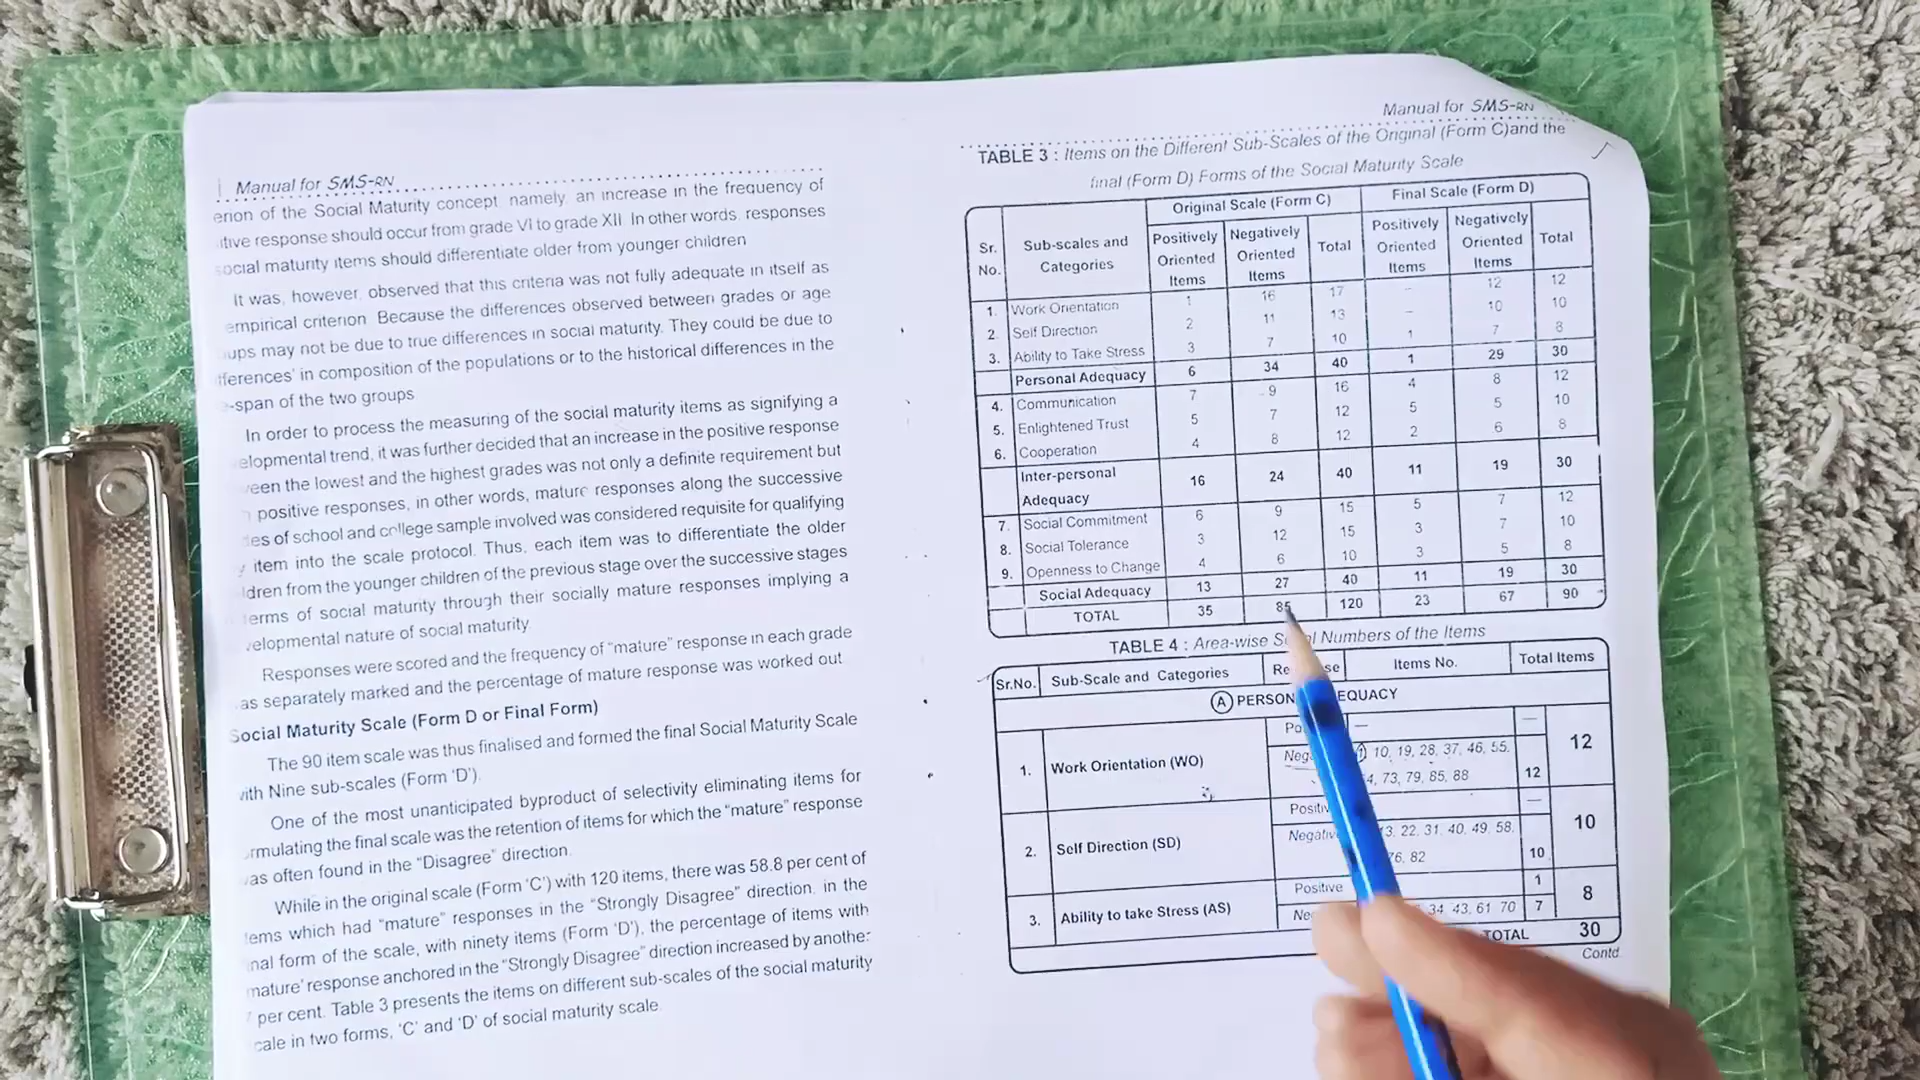 Manual for SMS-RN
erion of the Social Maturity concept, namely, an increase in the frequency of
itive response should occur from grade VI to grade XII. In other words, responses
social maturity items should differentiate older from younger children
It was, however, observed that this criteria was not fully adequate in itself as
empirical criterion. Because the differences observed between grades or age
ups may not be due to true differences in social maturity. They could be due to
ferences' in composition of the populations or to the historical differences in the
-span of the two groups
In order to process the measuring of the social maturity items as signifying a
elopmental trend, it was further decided that an increase in the positive response
een the lowest and the highest grades was not only a definite requirement but
positive responses, in other words, mature responses along the successive
es of school and college sample involved was considered requisite for qualifying
item into the scale protocol. Thus, each item was to differentiate the older
ldren from the younger children of the previous stage over the successive stages
erms of social maturity through their socially mature responses implying a
velopmental nature of social maturity.
Responses were scored and the frequency of "mature" response in each grade
as separately marked and the percentage of mature response was worked out
Social Maturity Scale (Form D or Final Form)
The 90 item scale was thus finalised and formed the final Social Maturity Scale
with Nine sub-scales (Form 'D').
One of the most unanticipated byproduct of selectivity eliminating items for
rmulating the final scale was the retention of items for which the "mature" response
as often found in the "Disagree" direction.
While in the original scale (Form 'C') with 120 items, there was 58.8 per cent of
ems which had "mature" responses in the "Strongly Disagree" direction, in the
nal form of the scale, with ninety items (Form 'D'), the percentage of items with
mature' response anchored in the "Strongly Disagree" direction increased by another
per cent. Table 3 presents the items on different sub-scales of the social maturity
cale in two forms, 'C' and 'D' of social maturity scale.
Manual for SMS-RN
TABLE 3 : Items on the Different Sub-Scales of the Original (Form C)and the
final (Form D) Forms of the Social Maturity Scale
Sr. No. Sub-scales and Categories Original Scale (Form C) Final Scale (Form D)
Positively Oriented Items Negatively Oriented Items Total Positively Oriented Items Negatively Oriented Items Total
1. Work Orientation 1 16 17 – 12 12
2. Self Direction 2 11 13 – 10 10
3. Ability to Take Stress 3 7 10 1 7 8
Personal Adequacy 6 34 40 1 29 30
4. Communication 7 9 16 4 8 12
5. Enlightened Trust 5 7 12 5 5 10
6. Cooperation 4 8 12 2 6 8
Inter-personal Adequacy 16 24 40 11 19 30
7. Social Commitment 6 9 15 5 7 12
8. Social Tolerance 3 12 15 3 7 10
9. Openness to Change 4 6 10 3 5 8
Social Adequacy 13 27 40 11 19 30
TOTAL 35 85 120 23 67 90
TABLE 4 : Area-wise Numbers of the Items
Sr.No. Sub-Scale and Categories Items No. Total Items
A PERSON EQUACY
1. Work Orientation (WO) Po — —
Neg 10, 19, 28, 37, 46, 55,
4, 73, 79, 85, 88 12 12
2. Self Direction (SD) Positiv —
Negativ 13, 22, 31, 40, 49, 58,
76, 82 10 10
3. Ability to take Stress (AS) Positive 1
Ne 34, 43, 61 70 7 8
TOTAL 30
Contd.